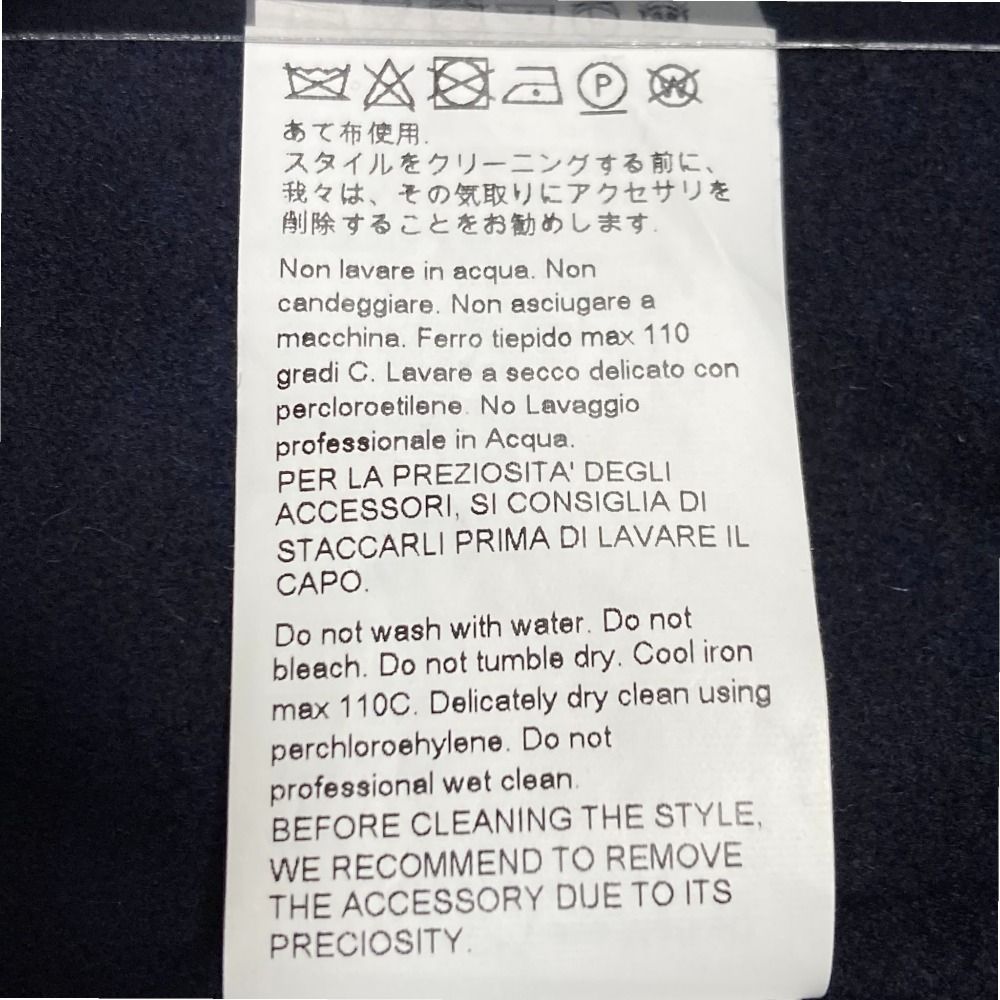 P W
あて布使用.
スタイルをクリーニングする前に、
我々は、その気取りにアクセサリを
削除することをお勧めします.
Non lavare in acqua. Non
candeggiare. Non asciugare a
macchina. Ferro tiepido max 110
gradi C. Lavare a secco delicato con
percloroetilene. No Lavaggio
professionale in Acqua.
PER LA PREZIOSITA' DEGLI
ACCESSORI, SI CONSIGLIA DI
STACCARLI PRIMA DI LAVARE IL
CAPO.
Do not wash with water. Do not
bleach. Do not tumble dry. Cool iron
max 110C. Delicately dry clean using
perchloroehylene. Do not
professional wet clean.
BEFORE CLEANING THE STYLE,
WE RECOMMEND TO REMOVE
THE ACCESSORY DUE TO ITS
PRECIOSITY.